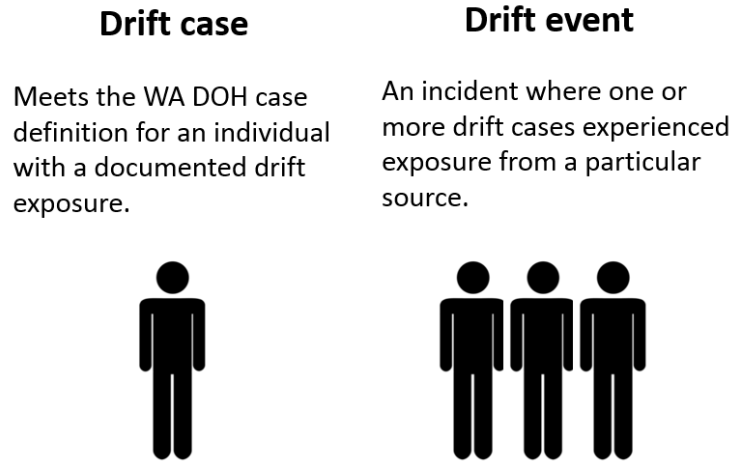 Drift case
Meets the WA DOH case
definition for an individual
with a documented drift
exposure.
Drift event
An incident where one or
more drift cases experienced
exposure from a particular
source.